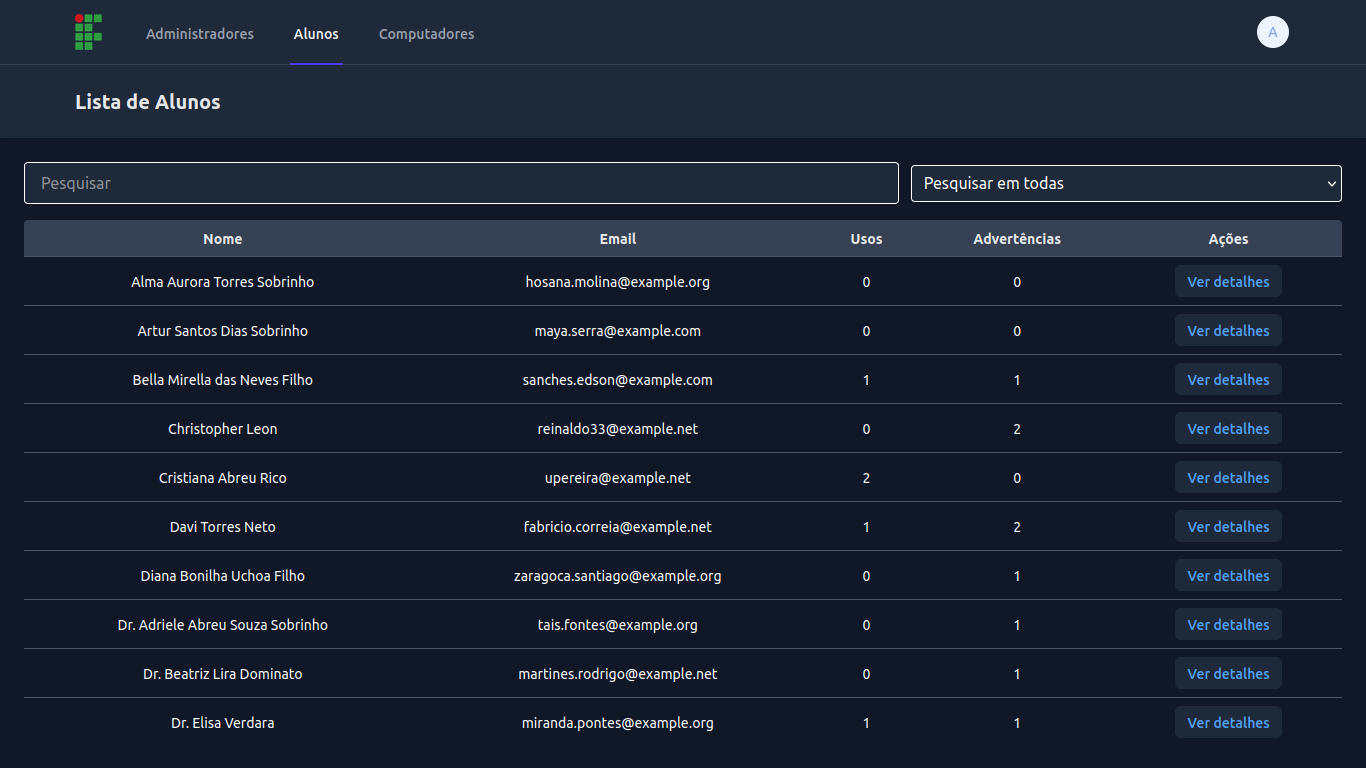 Administradores Alunos Computadores A
Lista de Alunos
Pesquisar Pesquisar em todas
Nome Email Usos Advertências Ações
Alma Aurora Torres Sobrinho hosana.molina@example.org 0 0 Ver detalhes
Artur Santos Dias Sobrinho maya.serra@example.com 0 0 Ver detalhes
Bella Mirella das Neves Filho sanches.edson@example.com 1 1 Ver detalhes
Christopher Leon reinaldo33@example.net 0 2 Ver detalhes
Cristiana Abreu Rico upereira@example.net 2 0 Ver detalhes
Davi Torres Neto fabricio.correia@example.net 1 2 Ver detalhes
Diana Bonilha Uchoa Filho zaragoca.santiago@example.org 0 1 Ver detalhes
Dr. Adriele Abreu Souza Sobrinho tais.fontes@example.org 0 1 Ver detalhes
Dr. Beatriz Lira Dominato martines.rodrigo@example.net 0 1 Ver detalhes
Dr. Elisa Verdara miranda.pontes@example.org 1 1 Ver detalhes